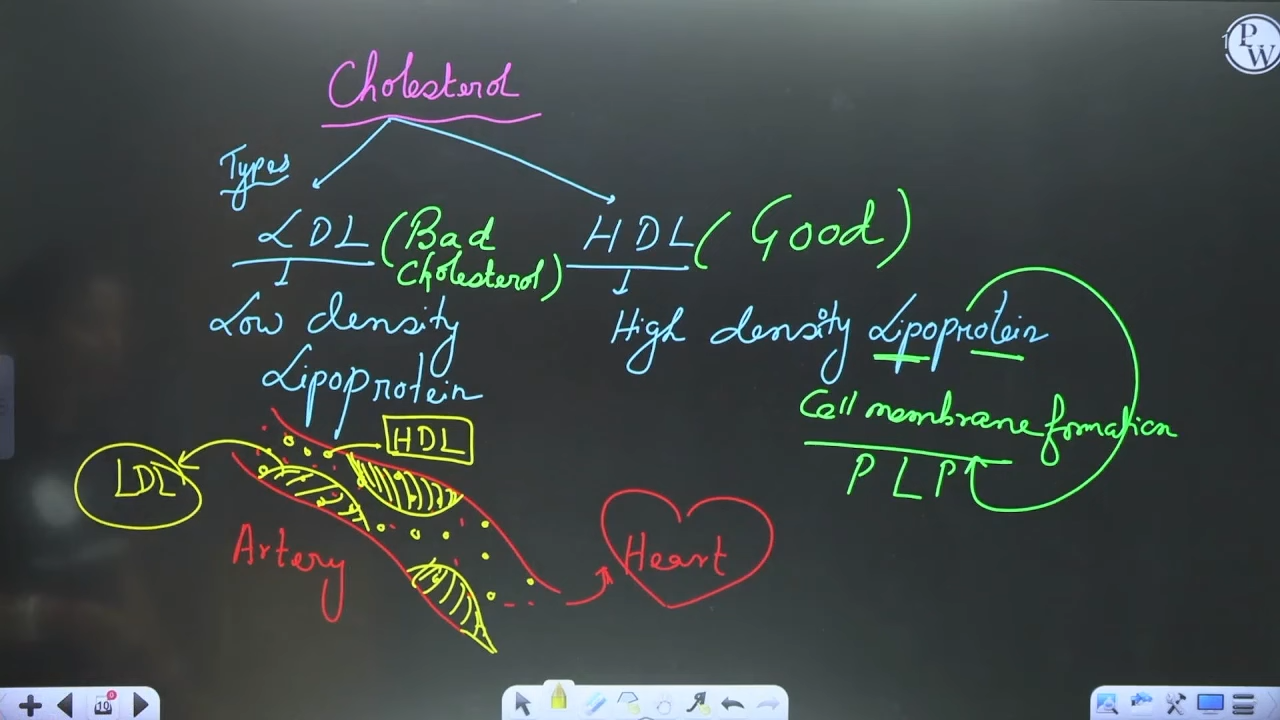 PW
Cholesterol
Types
LDL (Bad Cholesterol)
HDL (Good)
Low density
Lipoprotein
High density Lipoprotein
Cell membrane formation
PLP
HDL
LDL
Artery
Heart
10